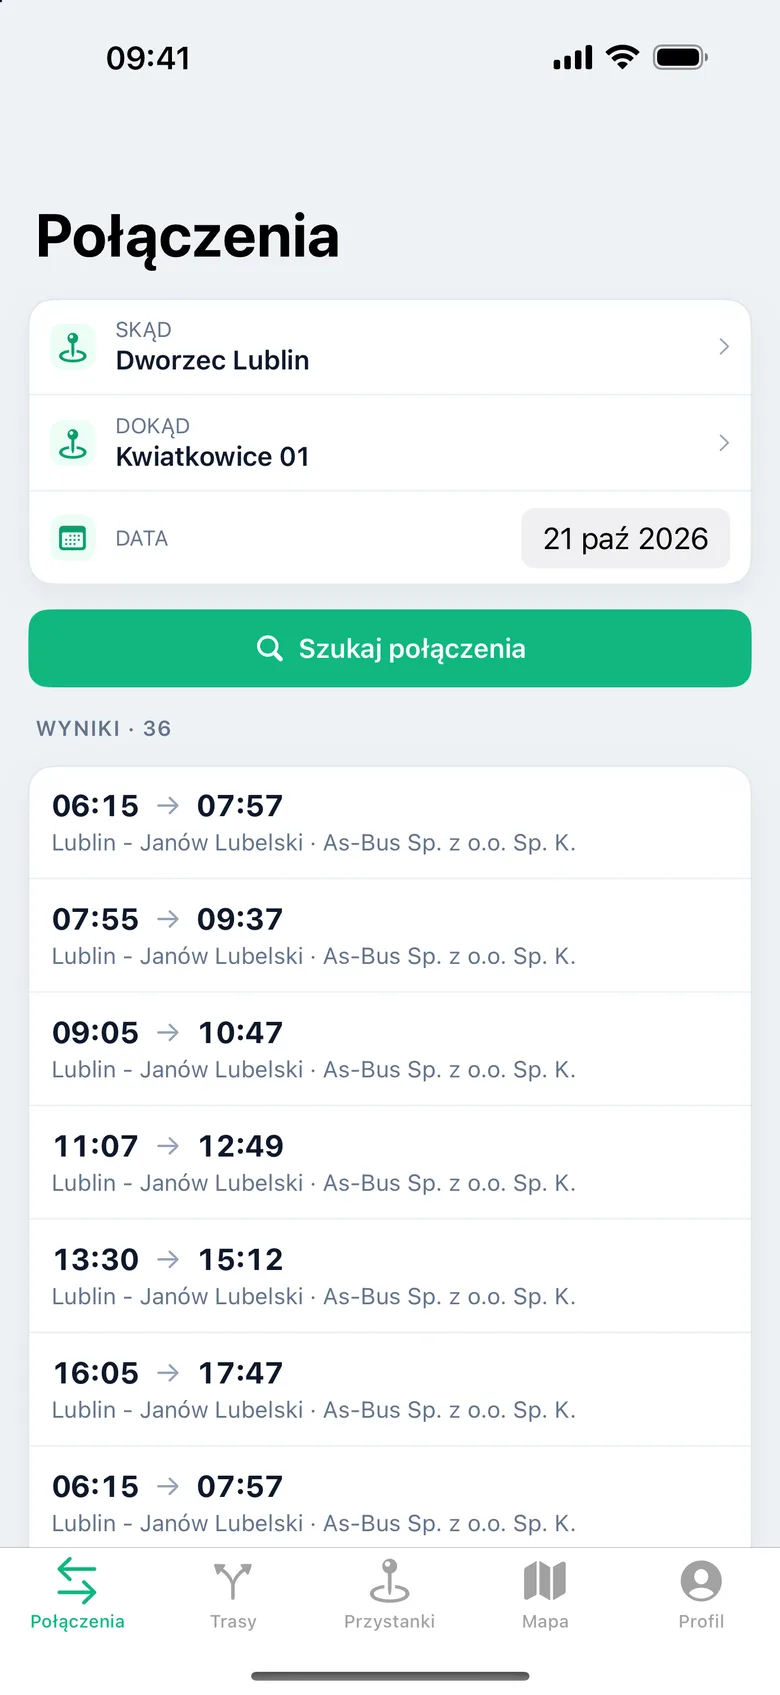 09:41
Połączenia
SKĄD
Dworzec Lublin
DOKĄD
Kwiatkowice 01
DATA
21 paź 2026
Szukaj połączenia
WYNIKI · 36
06:15 → 07:57
Lublin - Janów Lubelski · As-Bus Sp. z o.o. Sp. K.
07:55 → 09:37
Lublin - Janów Lubelski · As-Bus Sp. z o.o. Sp. K.
09:05 → 10:47
Lublin - Janów Lubelski · As-Bus Sp. z o.o. Sp. K.
11:07 → 12:49
Lublin - Janów Lubelski · As-Bus Sp. z o.o. Sp. K.
13:30 → 15:12
Lublin - Janów Lubelski · As-Bus Sp. z o.o. Sp. K.
16:05 → 17:47
Lublin - Janów Lubelski · As-Bus Sp. z o.o. Sp. K.
06:15 → 07:57
Lublin - Janów Lubelski · As-Bus Sp. z o.o. Sp. K.
Połączenia Trasy Przystanki Mapa Profil